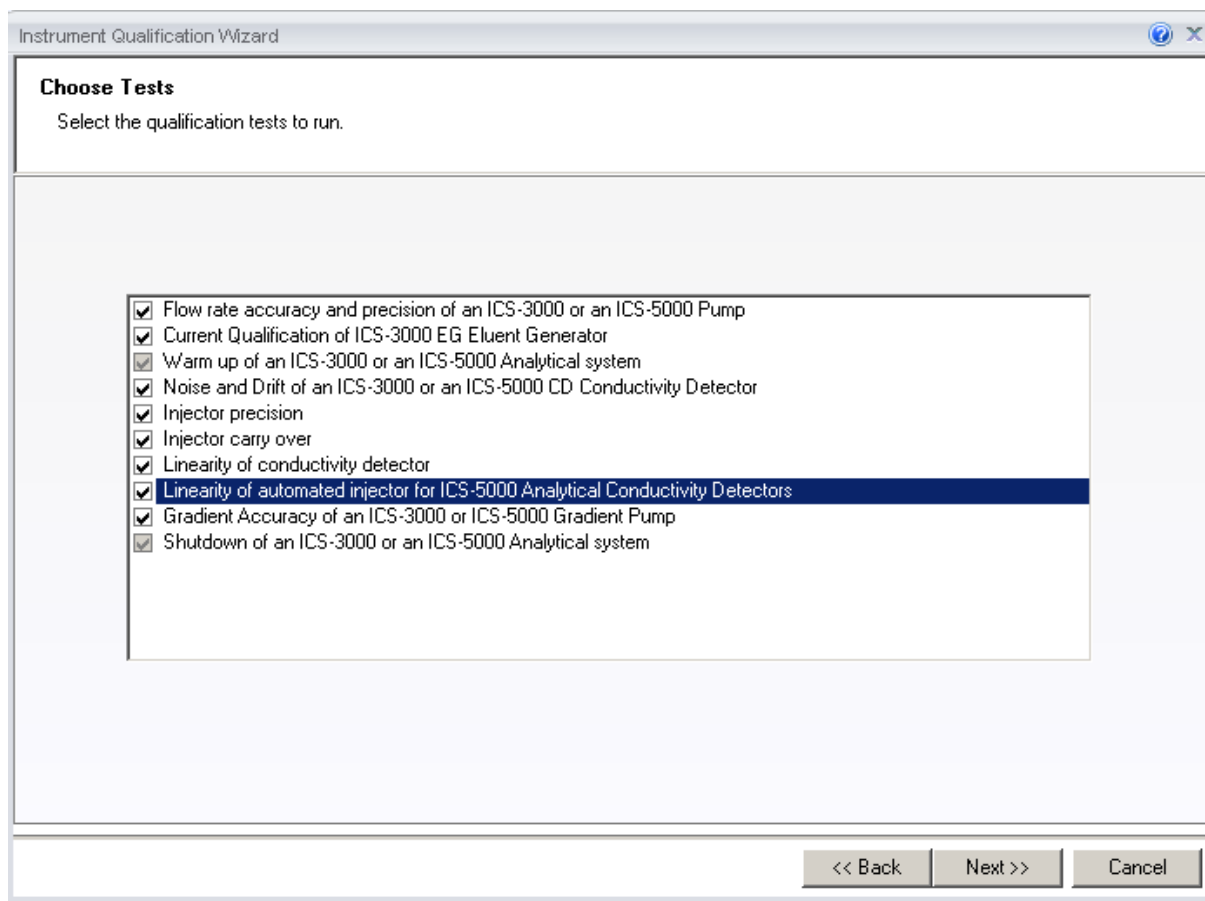 Instrument Qualification Wizard
Choose Tests
Select the qualification tests to run.
Flow rate accuracy and precision of an ICS-3000 or an ICS-5000 Pump
Current Qualification of ICS-3000 EG Eluent Generator
Warm up of an ICS-3000 or an ICS-5000 Analytical system
Noise and Drift of an ICS-3000 or an ICS-5000 CD Conductivity Detector
Injector precision
Injector carry over
Linearity of conductivity detector
Linearity of automated injector for ICS-5000 Analytical Conductivity Detectors
Gradient Accuracy of an ICS-3000 or ICS-5000 Gradient Pump
Shutdown of an ICS-3000 or an ICS-5000 Analytical system
<< Back Next >> Cancel